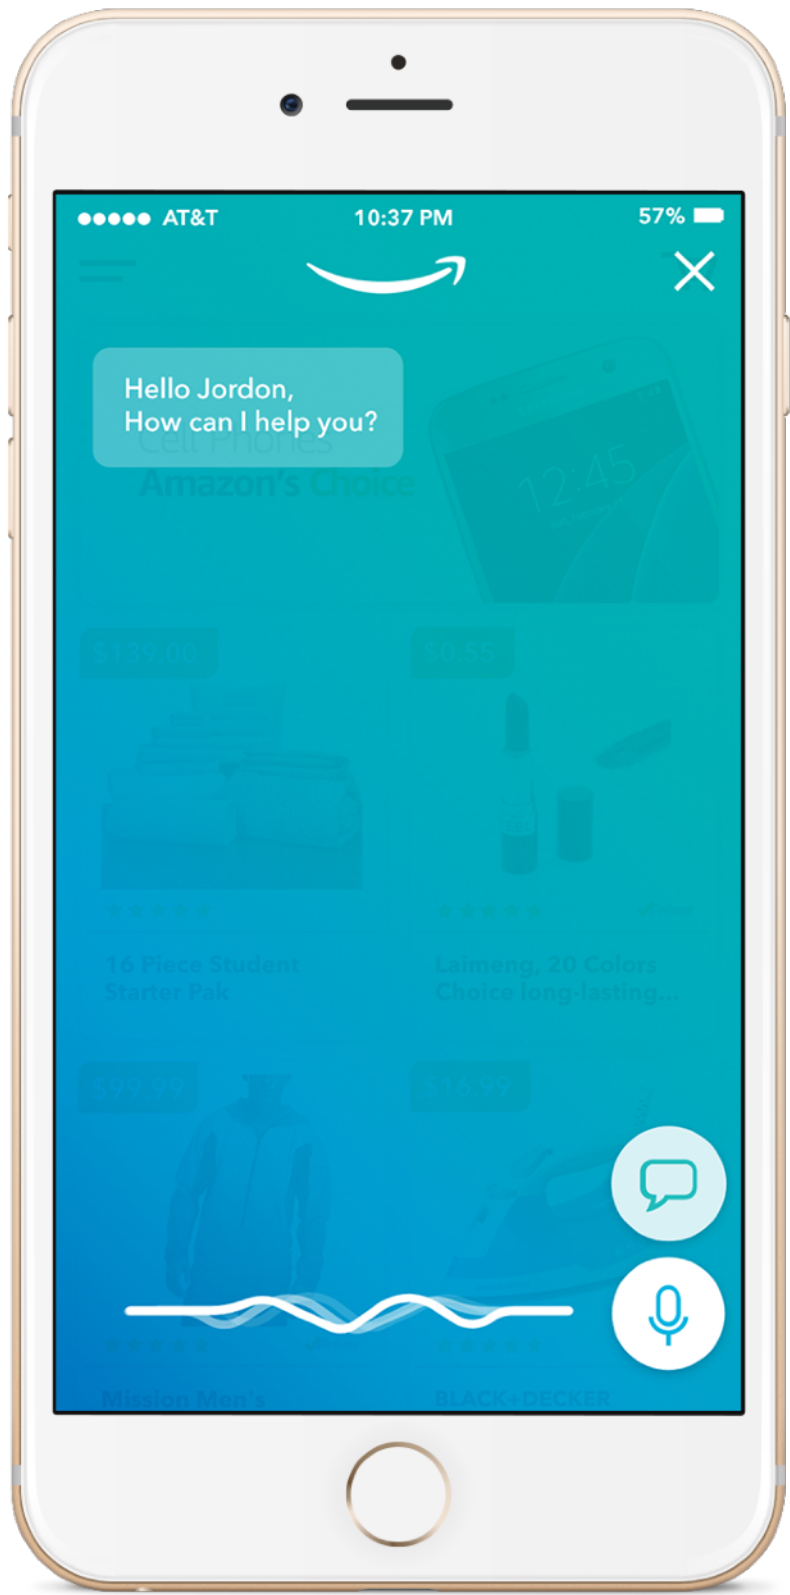 AT&T 10:37 PM 57%
Hello Jordon,
How can I help you?
Cell Phones
Amazon's Choice
12:45
$139.00 $0.55
16 Piece Student
Starter Pak
Laimeng, 20 Colors
Choice long-lasting...
$99.99 $16.99
Mission Men's BLACK+DECKER